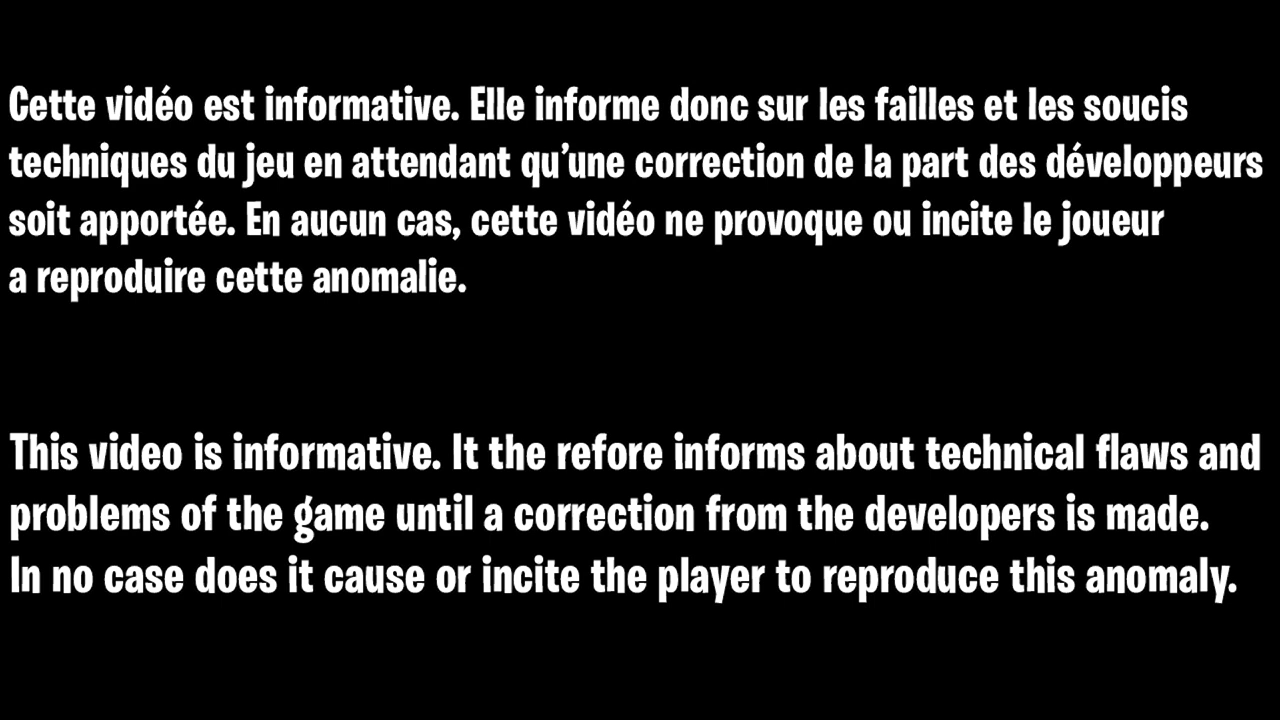 Cette vidéo est informative. Elle informe donc sur les failles et les soucis
techniques du jeu en attendant qu’une correction de la part des développeurs
soit apportée. En aucun cas, cette vidéo ne provoque ou incite le joueur
a reproduire cette anomalie.
This video is informative. It the refore informs about technical flaws and
problems of the game until a correction from the developers is made.
In no case does it cause or incite the player to reproduce this anomaly.